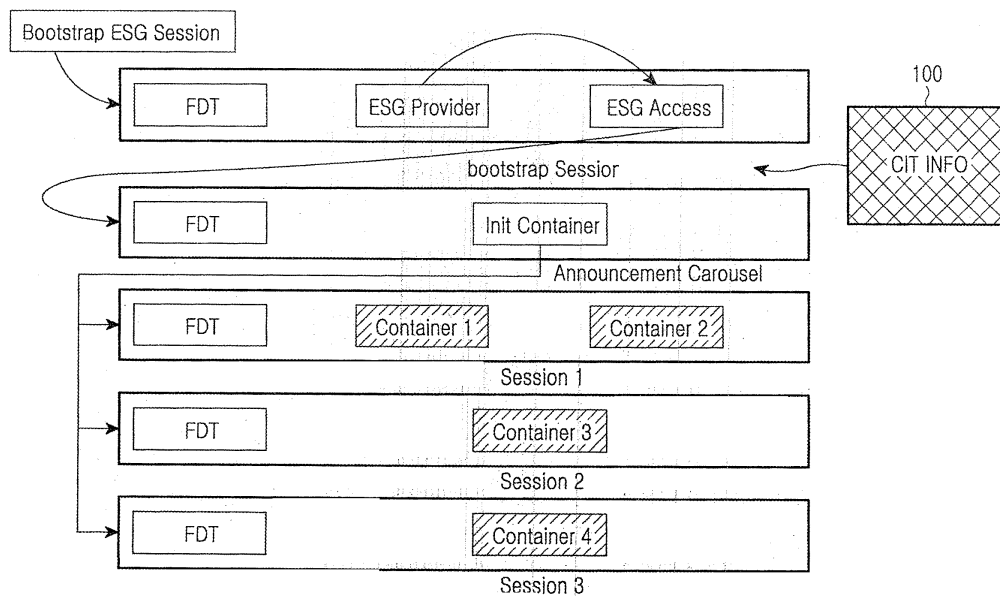 Bootstrap ESG Session
FDT
ESG Provider
ESG Access
100
CIT INFO
bootstrap Sessior
FDT
Init Container
Announcement Carousel
FDT
Container 1
Container 2
Session 1
FDT
Container 3
Session 2
FDT
Container 4
Session 3